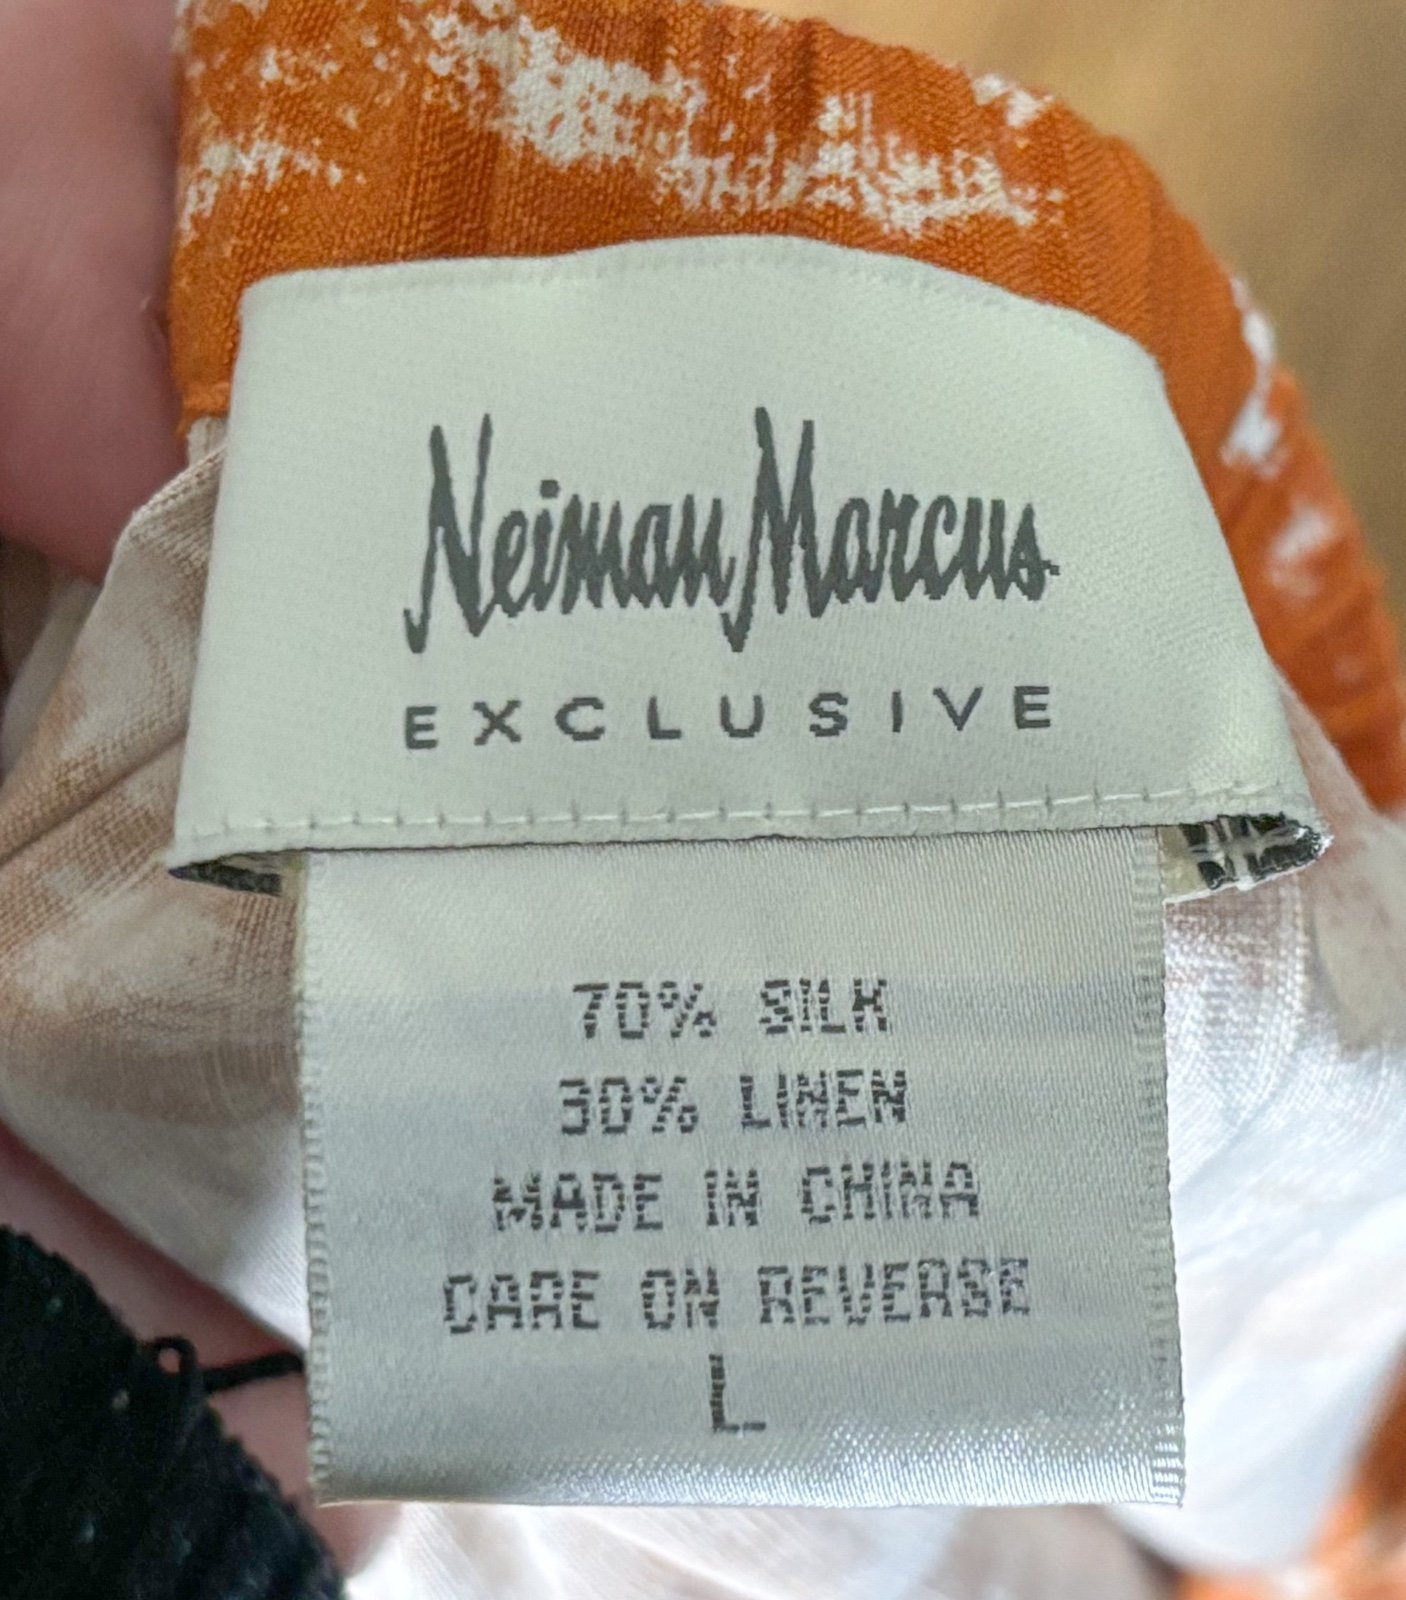 Neiman Marcus
EXCLUSIVE
70% SILK
30% LINEN
MADE IN CHINA
CARE ON REVERSE
L